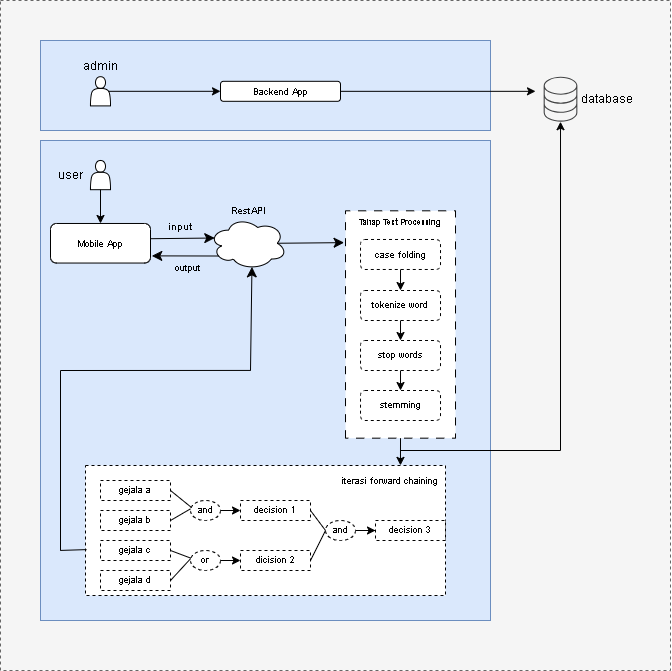 admin
Backend App
database
user
Mobile App
input
output
RestAPI
Tahap Text Processing
case folding
tokenize word
stop words
stemming
iterasi forward chaining
gejala a
gejala b
gejala c
gejala d
and
or
decision 1
dicision 2
and
decision 3